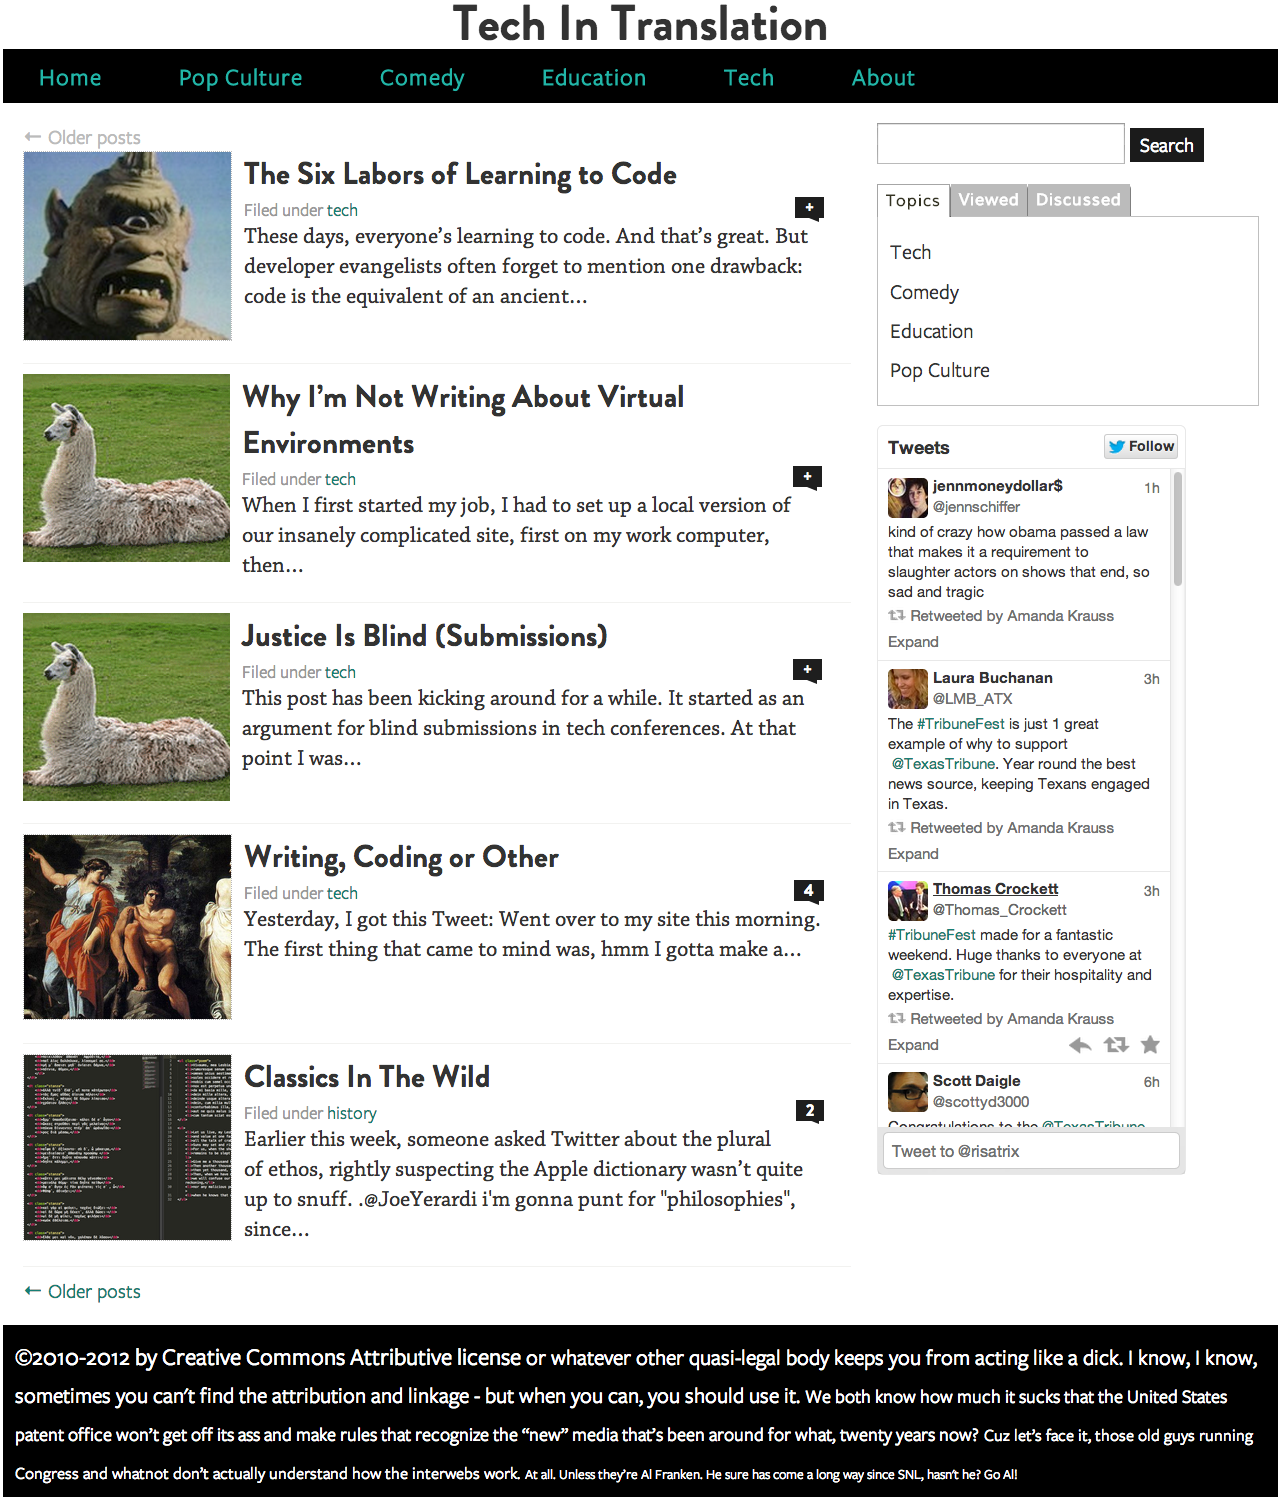 Tech In Translation
Home Pop Culture Comedy Education Tech About
← Older posts
The Six Labors of Learning to Code
Filed under tech
+
These days, everyone’s learning to code. And that’s great. But
developer evangelists often forget to mention one drawback:
code is the equivalent of an ancient…
Why I’m Not Writing About Virtual
Environments
Filed under tech
+
When I first started my job, I had to set up a local version of
our insanely complicated site, first on my work computer,
then…
Justice Is Blind (Submissions)
Filed under tech
+
This post has been kicking around for a while. It started as an
argument for blind submissions in tech conferences. At that
point I was…
Writing, Coding or Other
Filed under tech
4
Yesterday, I got this Tweet: Went over to my site this morning.
The first thing that came to mind was, hmm I gotta make a…
Classics In The Wild
Filed under history
2
Earlier this week, someone asked Twitter about the plural
of ethos, rightly suspecting the Apple dictionary wasn’t quite
up to snuff. .@JoeYerardi i'm gonna punt for "philosophies",
since…
← Older posts
Search
Topics Viewed Discussed
Tech
Comedy
Education
Pop Culture
Tweets
Follow
jennmoneydollar$ 1h
@jennschiffer
kind of crazy how obama passed a law
that makes it a requirement to
slaughter actors on shows that end, so
sad and tragic
Retweeted by Amanda Krauss
Expand
Laura Buchanan 3h
@LMB_ATX
The #TribuneFest is just 1 great
example of why to support
@TexasTribune. Year round the best
news source, keeping Texans engaged
in Texas.
Retweeted by Amanda Krauss
Expand
Thomas Crockett 3h
@Thomas_Crockett
#TribuneFest made for a fantastic
weekend. Huge thanks to everyone at
@TexasTribune for their hospitality and
expertise.
Retweeted by Amanda Krauss
Expand
Scott Daigle 6h
@scottyd3000
Congratulations to the @TexasTribune
Tweet to @risatrix
©2010-2012 by Creative Commons Attributive license or whatever other quasi-legal body keeps you from acting like a dick. I know, I know,
sometimes you can't find the attribution and linkage - but when you can, you should use it. We both know how much it sucks that the United States
patent office won’t get off its ass and make rules that recognize the “new” media that’s been around for what, twenty years now? Cuz let’s face it, those old guys running
Congress and whatnot don’t actually understand how the interwebs work. At all. Unless they’re Al Franken. He sure has come a long way since SNL, hasn't he? Go Al!